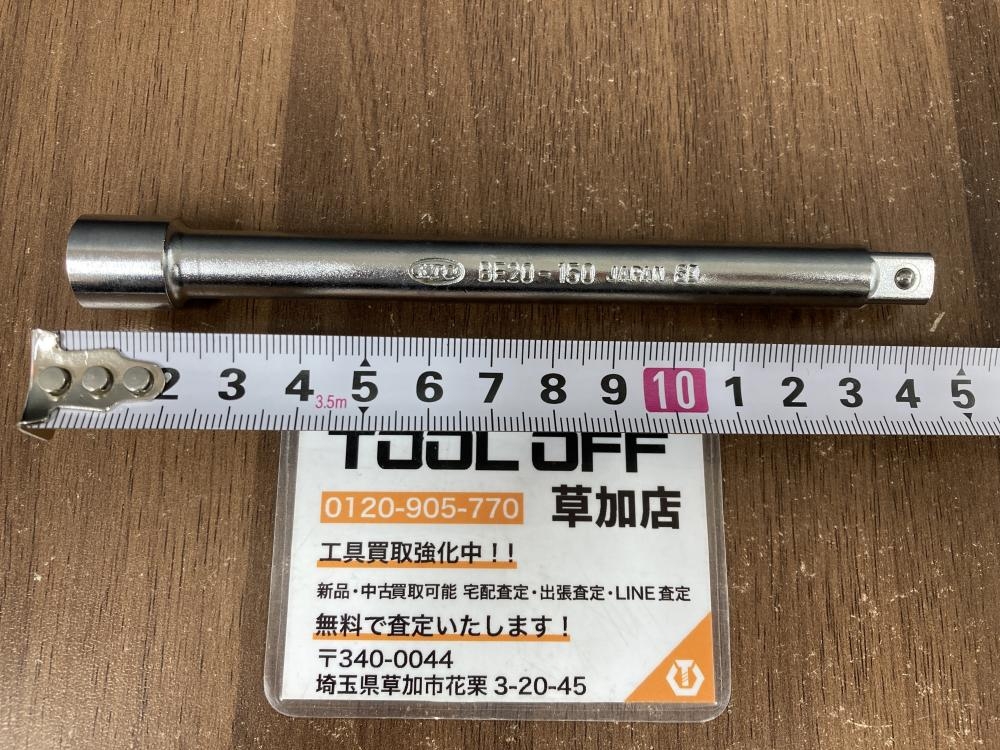 KTC BE20-150 JAPAN
2 3 4 5 6 7 8 9 10 1 2 3 4 5
3.5m
TOOL OFF
0120-905-770 草加店
工具買取強化中！！
新品・中古買取可能 宅配査定・出張査定・LINE査定
無料で査定いたします！
〒340-0044
埼玉県草加市花栗 3-20-45